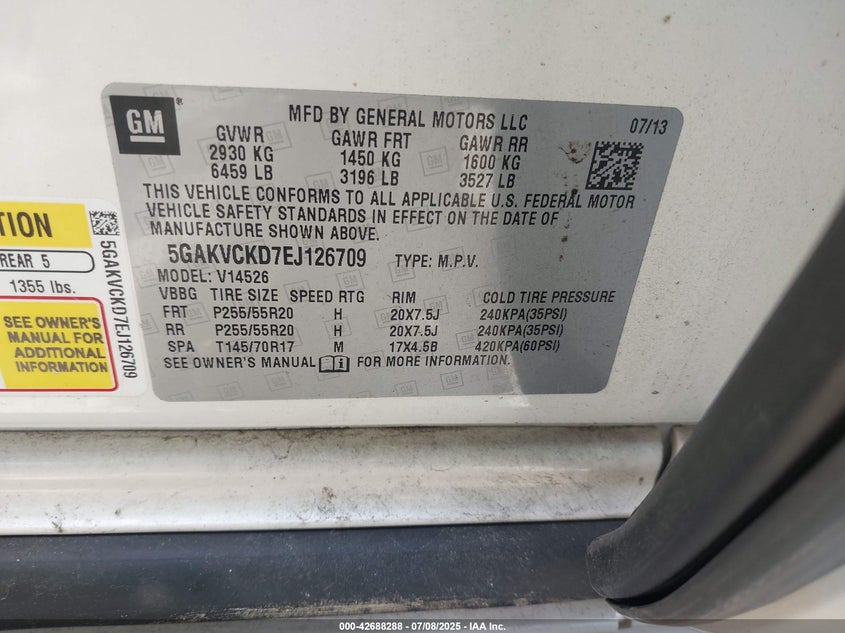 GM
®
MFD BY GENERAL MOTORS LLC
07/13
GVWR GAWR FRT GAWR RR
2930 KG 1450 KG 1600 KG
6459 LB 3196 LB 3527 LB
THIS VEHICLE CONFORMS TO ALL APPLICABLE U.S. FEDERAL MOTOR
VEHICLE SAFETY STANDARDS IN EFFECT ON THE DATE OF
MANUFACTURE SHOWN ABOVE.
5GAKVCKD7EJ126709 TYPE: M.P.V.
MODEL: V14526
VBBG TIRE SIZE SPEED RTG RIM COLD TIRE PRESSURE
FRT P255/55R20 H 20X7.5J 240KPA(35PSI)
RR P255/55R20 H 20X7.5J 240KPA(35PSI)
SPA T145/70R17 M 17X4.5B 420KPA(60PSI)
SEE OWNER'S MANUAL FOR MORE INFORMATION.
TION
REAR 5
1355 lbs.
SEE OWNER'S
MANUAL FOR
ADDITIONAL
INFORMATION
5GAKVCKD7EJ126709
000-42688288 - 07/08/2025 - IAA Inc.